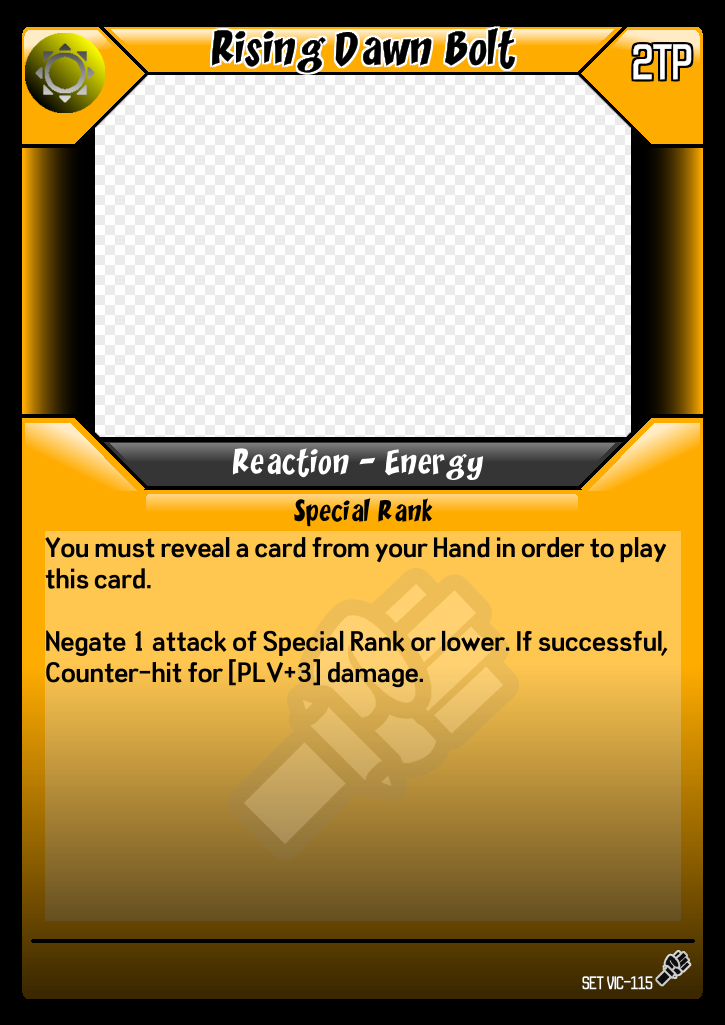 Rising Dawn Bolt
2TP
Reaction - Energy
Special Rank
You must reveal a card from your Hand in order to play
this card.
Negate 1 attack of Special Rank or lower. If successful,
Counter-hit for [PLV+3] damage.
SET VIC-115